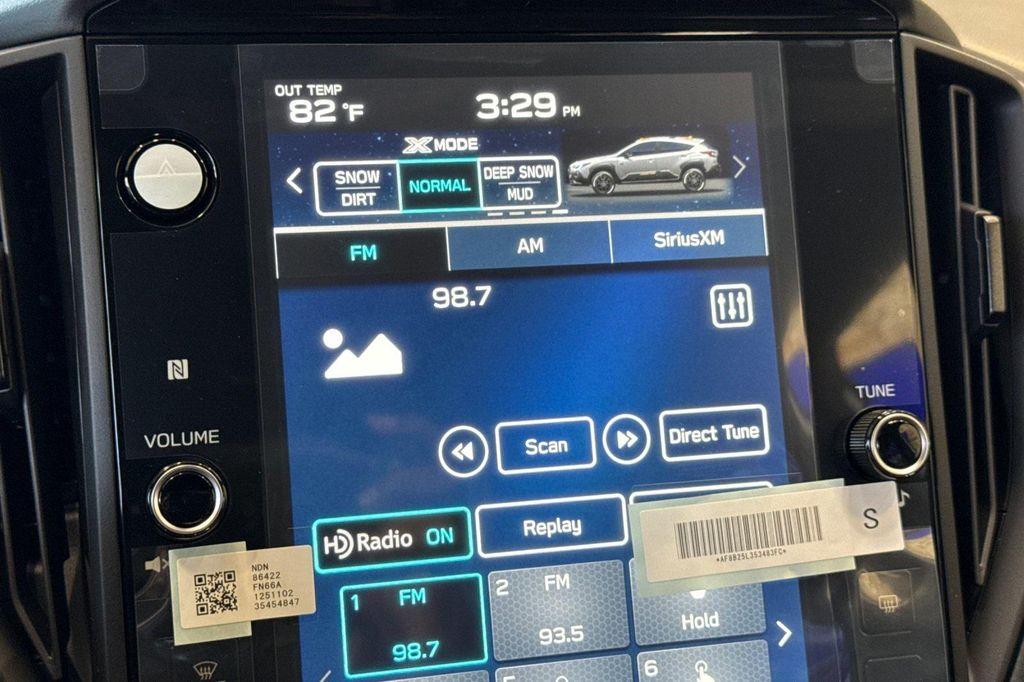 OUT TEMP
82 °F
3:29 PM
X MODE
SNOW
DIRT
NORMAL
DEEP SNOW
MUD
FM
AM
SiriusXM
98.7
VOLUME
TUNE
Scan
Direct Tune
HD Radio ON
Replay
*AF8B25L353483FC*
S
NDN
86422
FN66A
1251102
35454847
1 FM
98.7
2 FM
93.5
Hold
5
6